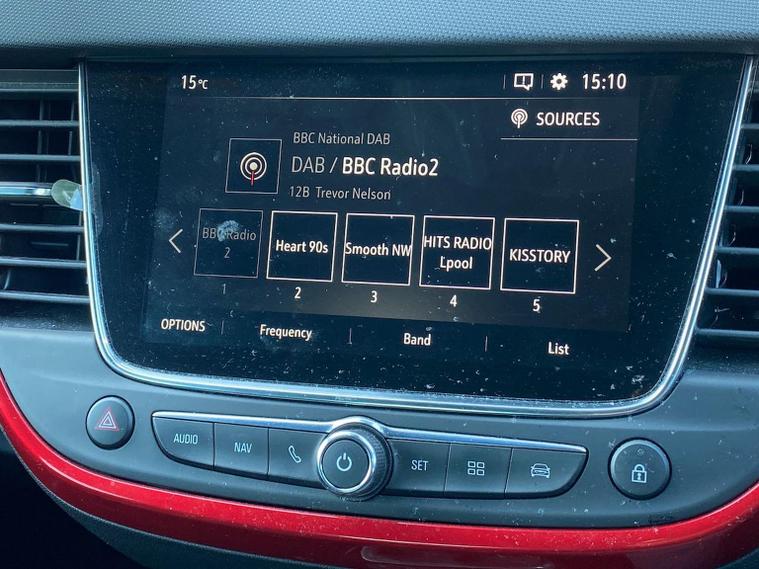 15°C
15:10
SOURCES
BBC National DAB
DAB / BBC Radio2
12B Trevor Nelson
BBC Radio
2
Heart 90s
Smooth NW
HITS RADIO
Lpool
KISSTORY
1
2
3
4
5
OPTIONS
Frequency
Band
List
AUDIO
NAV
SET